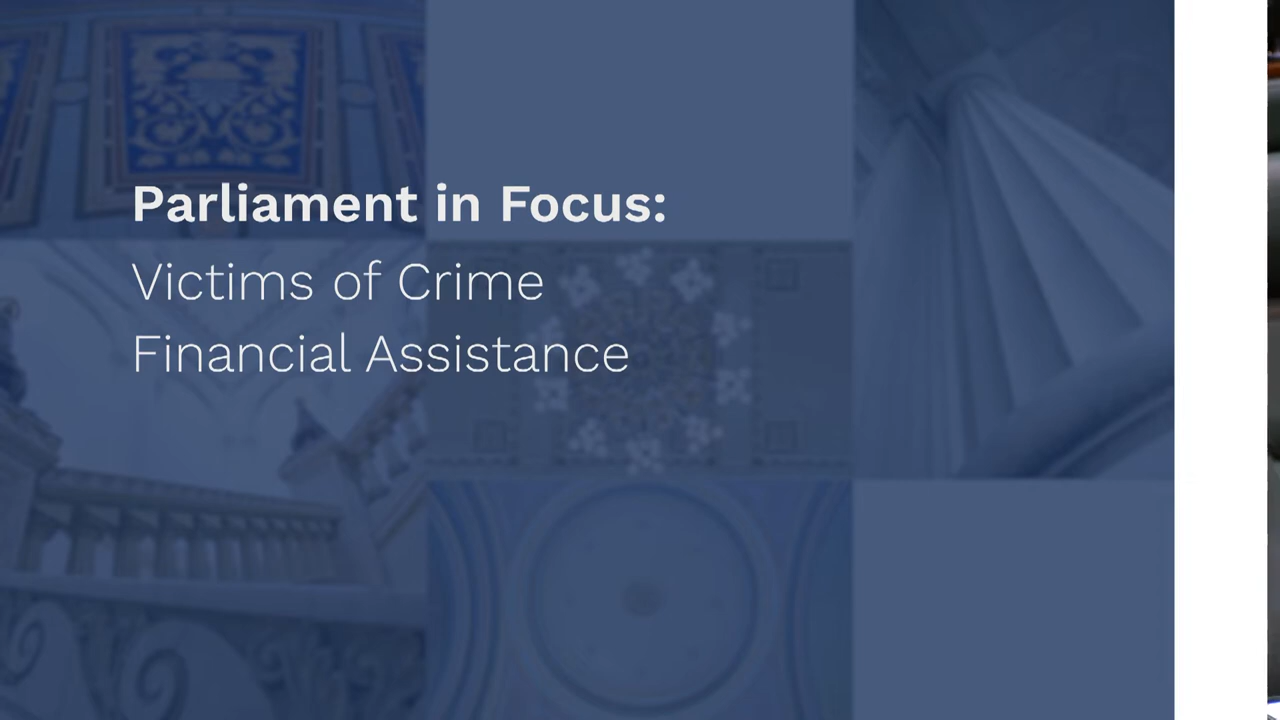 Parliament in Focus:
Victims of Crime
Financial Assistance